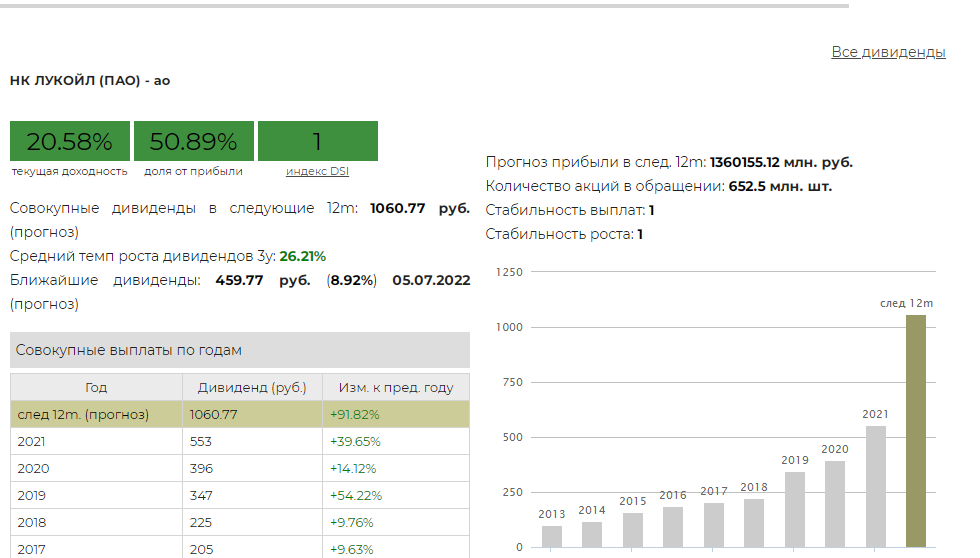 Все дивиденды
НК ЛУКОЙЛ (ПАО) - ао
20.58% 50.89% 1
текущая доходность доля от прибыли индекс DSI
Совокупные дивиденды в следующие 12m: 1060.77 руб.
(прогноз)
Средний темп роста дивидендов 3y: 26.21%
Ближайшие дивиденды: 459.77 руб. (8.92%) 05.07.2022
(прогноз)
Прогноз прибыли в след. 12m: 1360155.12 млн. руб.
Количество акций в обращении: 652.5 млн. шт.
Стабильность выплат: 1
Стабильность роста: 1
Совокупные выплаты по годам
Год Дивиденд (руб.) Изм. к пред. году
след 12m. (прогноз) 1060.77 +91.82%
2021 553 +39.65%
2020 396 +14.12%
2019 347 +54.22%
2018 225 +9.76%
2017 205 +9.63%
1250
след 12m
1000
750
500
250
0
2013 2014 2015 2016 2017 2018 2019 2020 2021